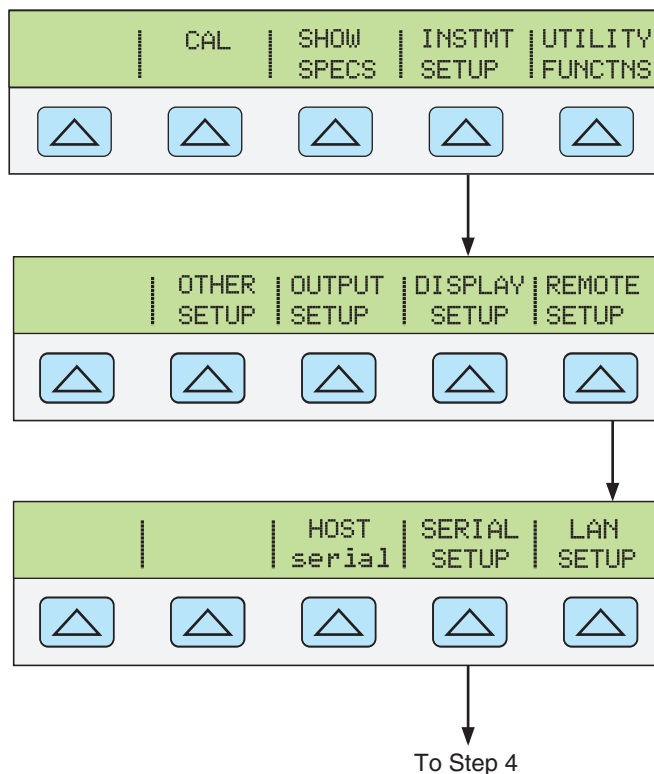 CAL SHOW INSTMT UTILITY
SPECS SETUP FUNCTNS
OTHER OUTPUT DISPLAY REMOTE
SETUP SETUP SETUP SETUP
HOST SERIAL LAN
serial SETUP SETUP
To Step 4